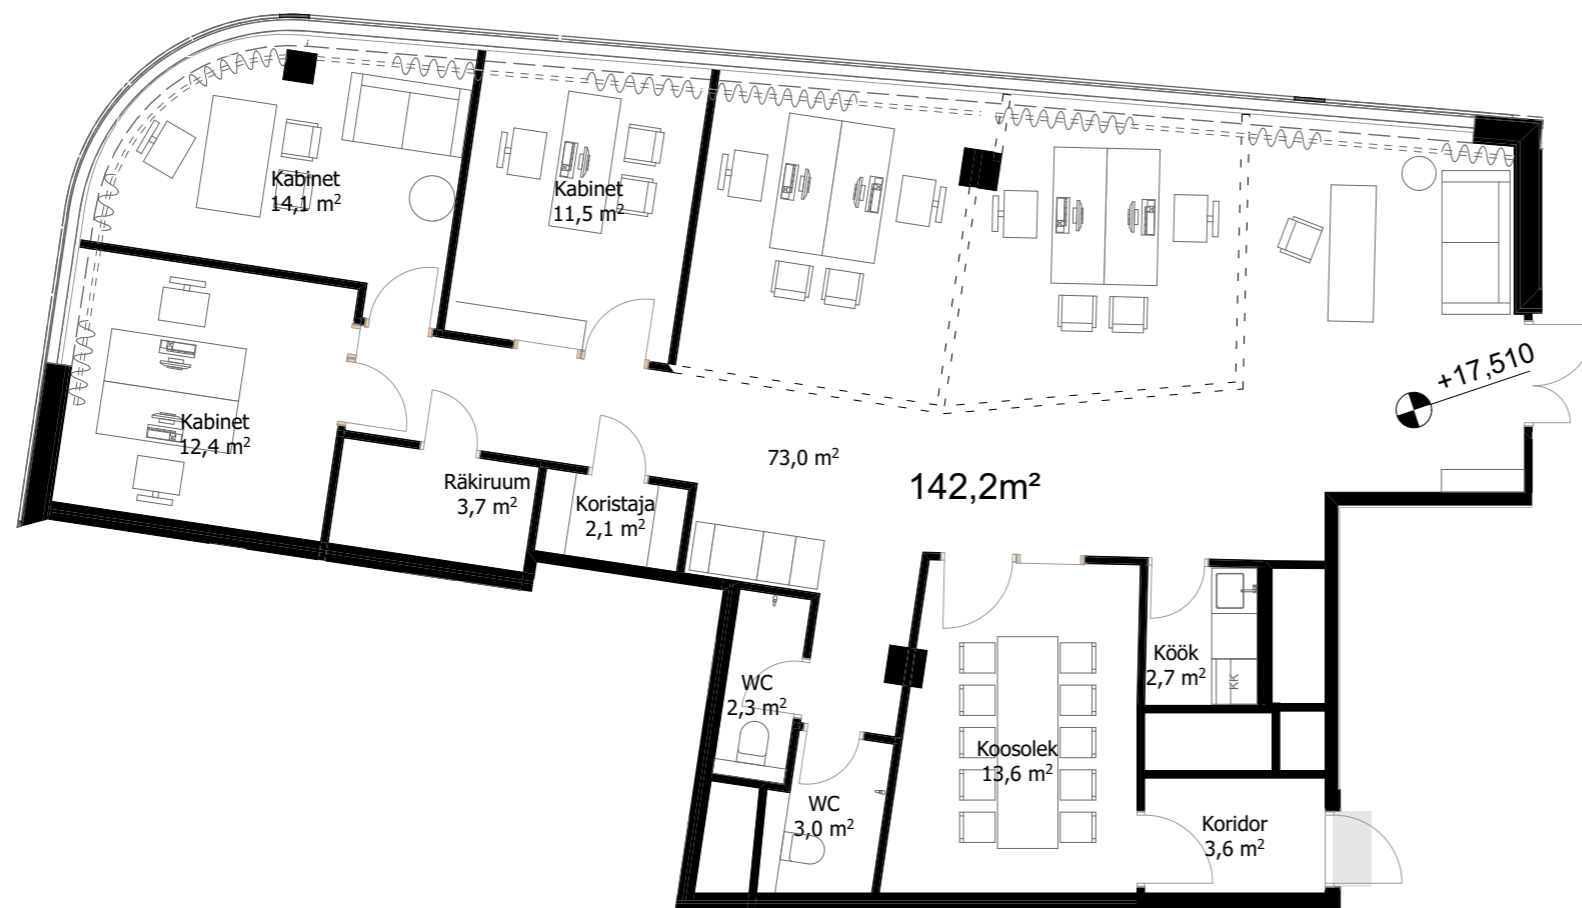 Kabinet
14,1 m²
Kabinet
11,5 m²
+17,510
Kabinet
12,4 m²
73,0 m²
142,2m²
Räkiruum
3,7 m²
Koristaja
2,1 m²
WC
2,3 m²
Köök
2,7 m²
KK
Koosolek
13,6 m²
WC
3,0 m²
Koridor
3,6 m²